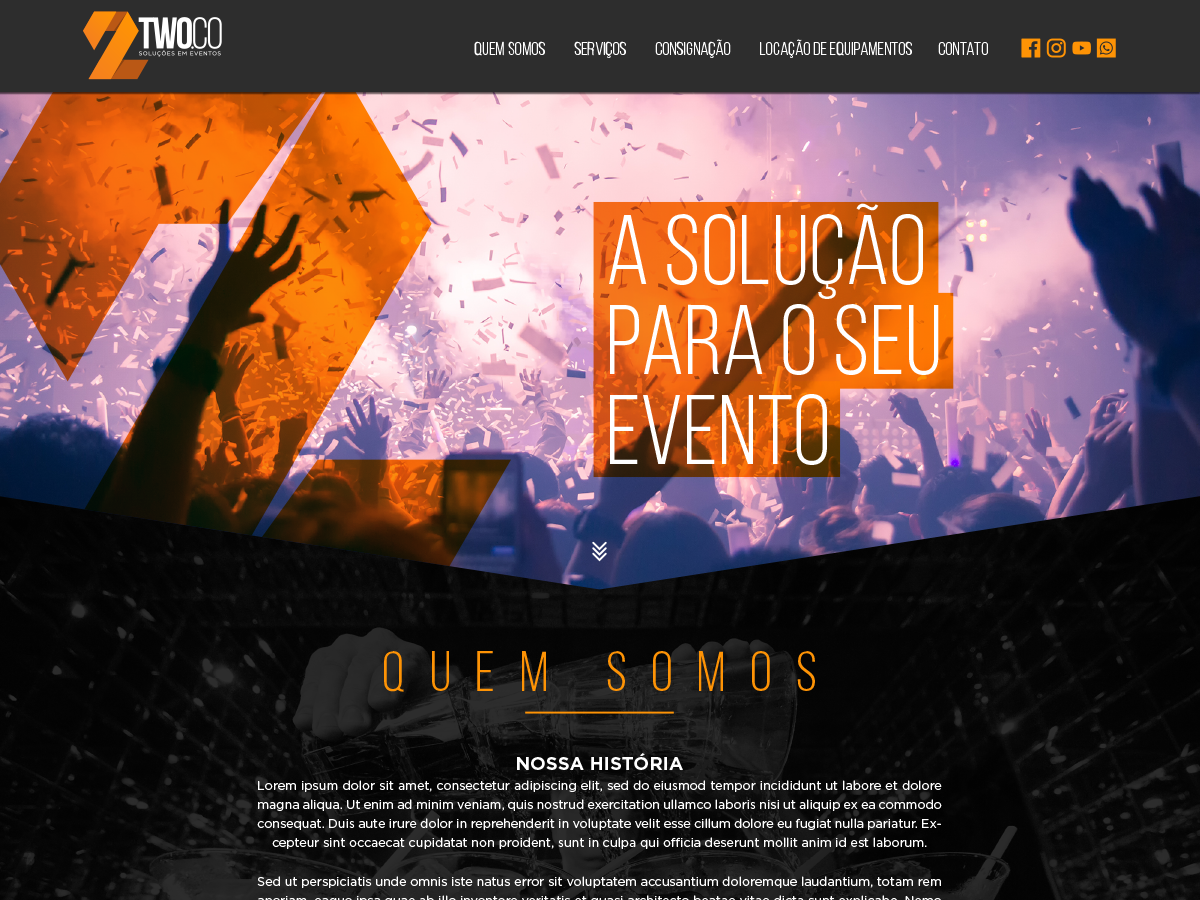 TWO.CO
SOLUÇÕES EM EVENTOS
QUEM SOMOS
SERVIÇOS
CONSIGNAÇÃO
LOCAÇÃO DE EQUIPAMENTOS
CONTATO
A SOLUÇÃO
PARA O SEU
EVENTO
QUEM SOMOS
NOSSA HISTÓRIA
Lorem ipsum dolor sit amet, consectetur adipiscing elit, sed do eiusmod tempor incididunt ut labore et dolore
magna aliqua. Ut enim ad minim veniam, quis nostrud exercitation ullamco laboris nisi ut aliquip ex ea commodo
consequat. Duis aute irure dolor in reprehenderit in voluptate velit esse cillum dolore eu fugiat nulla pariatur. Ex-
cepteur sint occaecat cupidatat non proident, sunt in culpa qui officia deserunt mollit anim id est laborum.
Sed ut perspiciatis unde omnis iste natus error sit voluptatem accusantium doloremque laudantium, totam rem